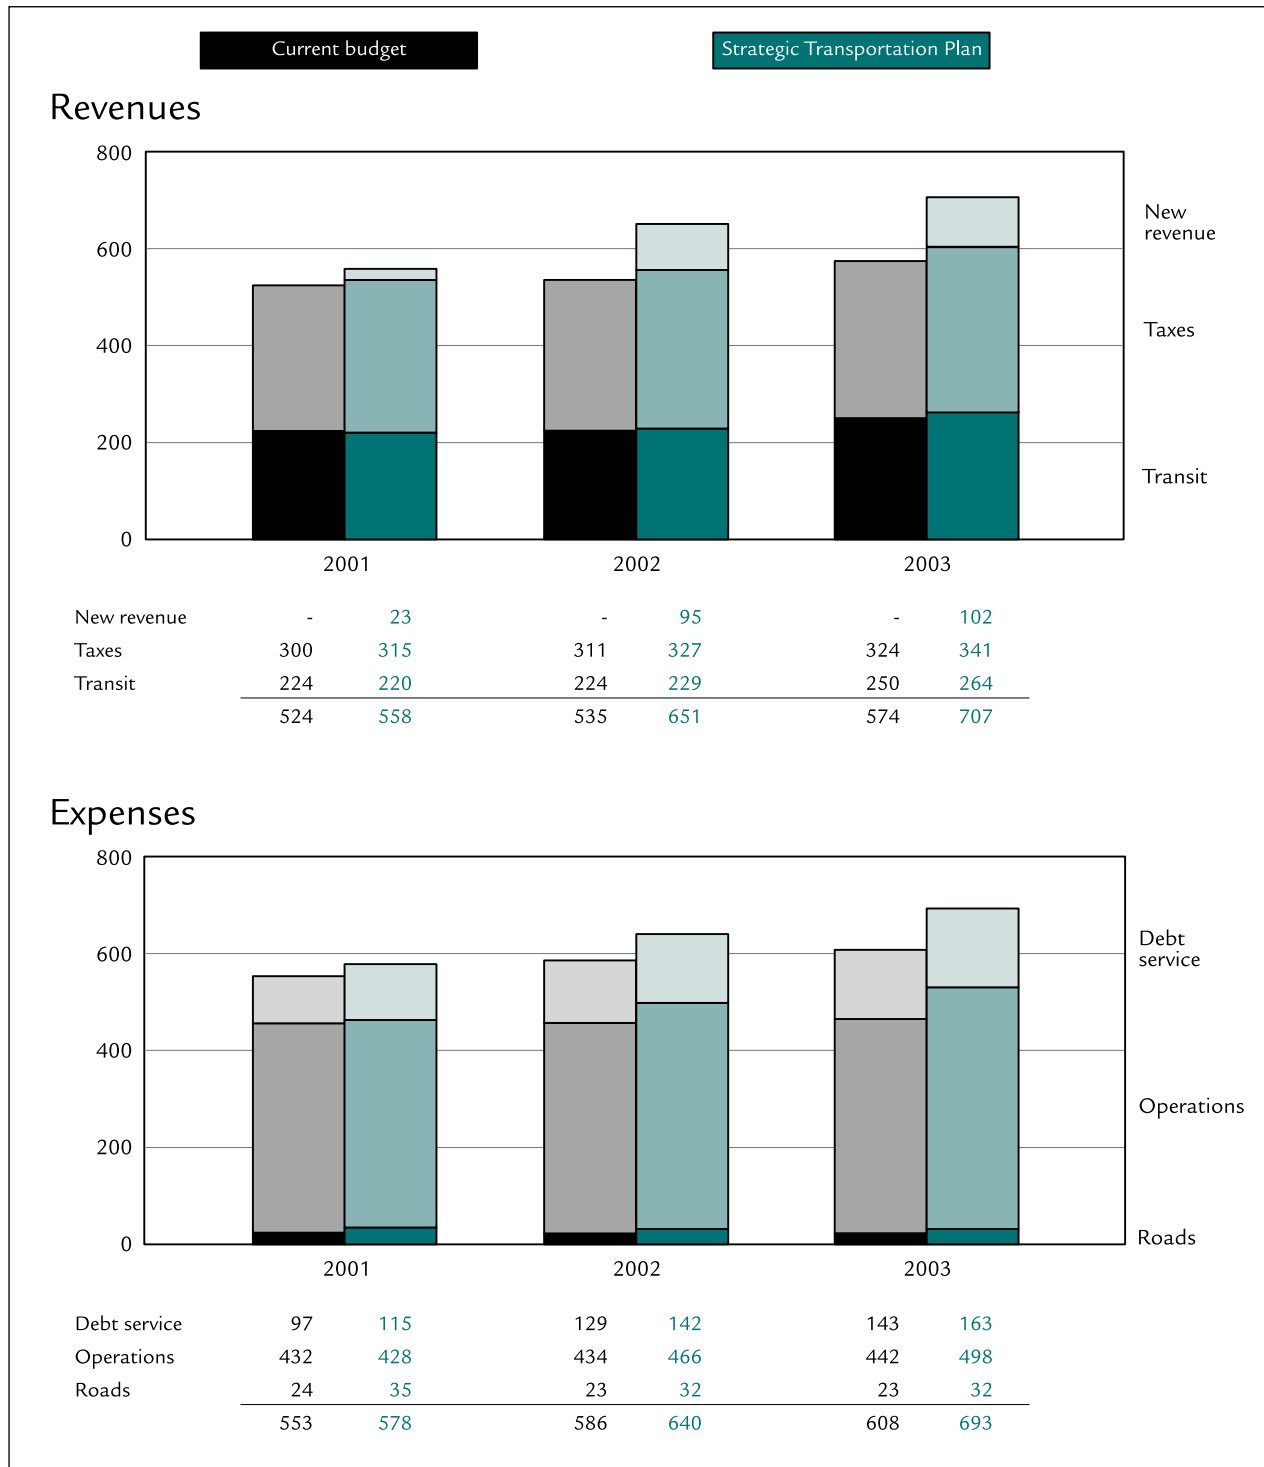 Current budget Strategic Transportation Plan
Revenues
800
600
400
200
0
New
revenue
Taxes
Transit
2001 2002 2003
New revenue - 23 - 95 - 102
Taxes 300 315 311 327 324 341
Transit 224 220 224 229 250 264
524 558 535 651 574 707
Expenses
800
600
400
200
0
Debt
service
Operations
Roads
2001 2002 2003
Debt service 97 115 129 142 143 163
Operations 432 428 434 466 442 498
Roads 24 35 23 32 23 32
553 578 586 640 608 693